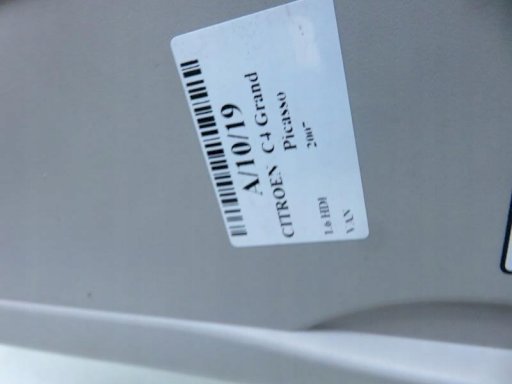 A/10/19
CITROEN C4 Grand
Picasso
2007
1.6 HDI
VAN